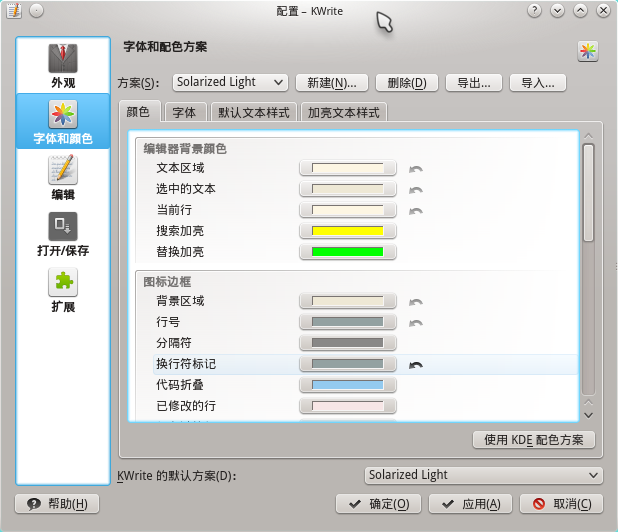 配置 – KWrite
外观
字体和颜色
编辑
打开/保存
扩展
字体和配色方案
方案(S): Solarized Light 新建(N)... 删除(D) 导出... 导入...
颜色 字体 默认文本样式 加亮文本样式
编辑器背景颜色
文本区域
选中的文本
当前行
搜索加亮
替换加亮
图标边框
背景区域
行号
分隔符
换行符标记
代码折叠
已修改的行
使用 KDE 配色方案
KWrite 的默认方案(D): Solarized Light
帮助(H) 确定(O) 应用(A) 取消(C)